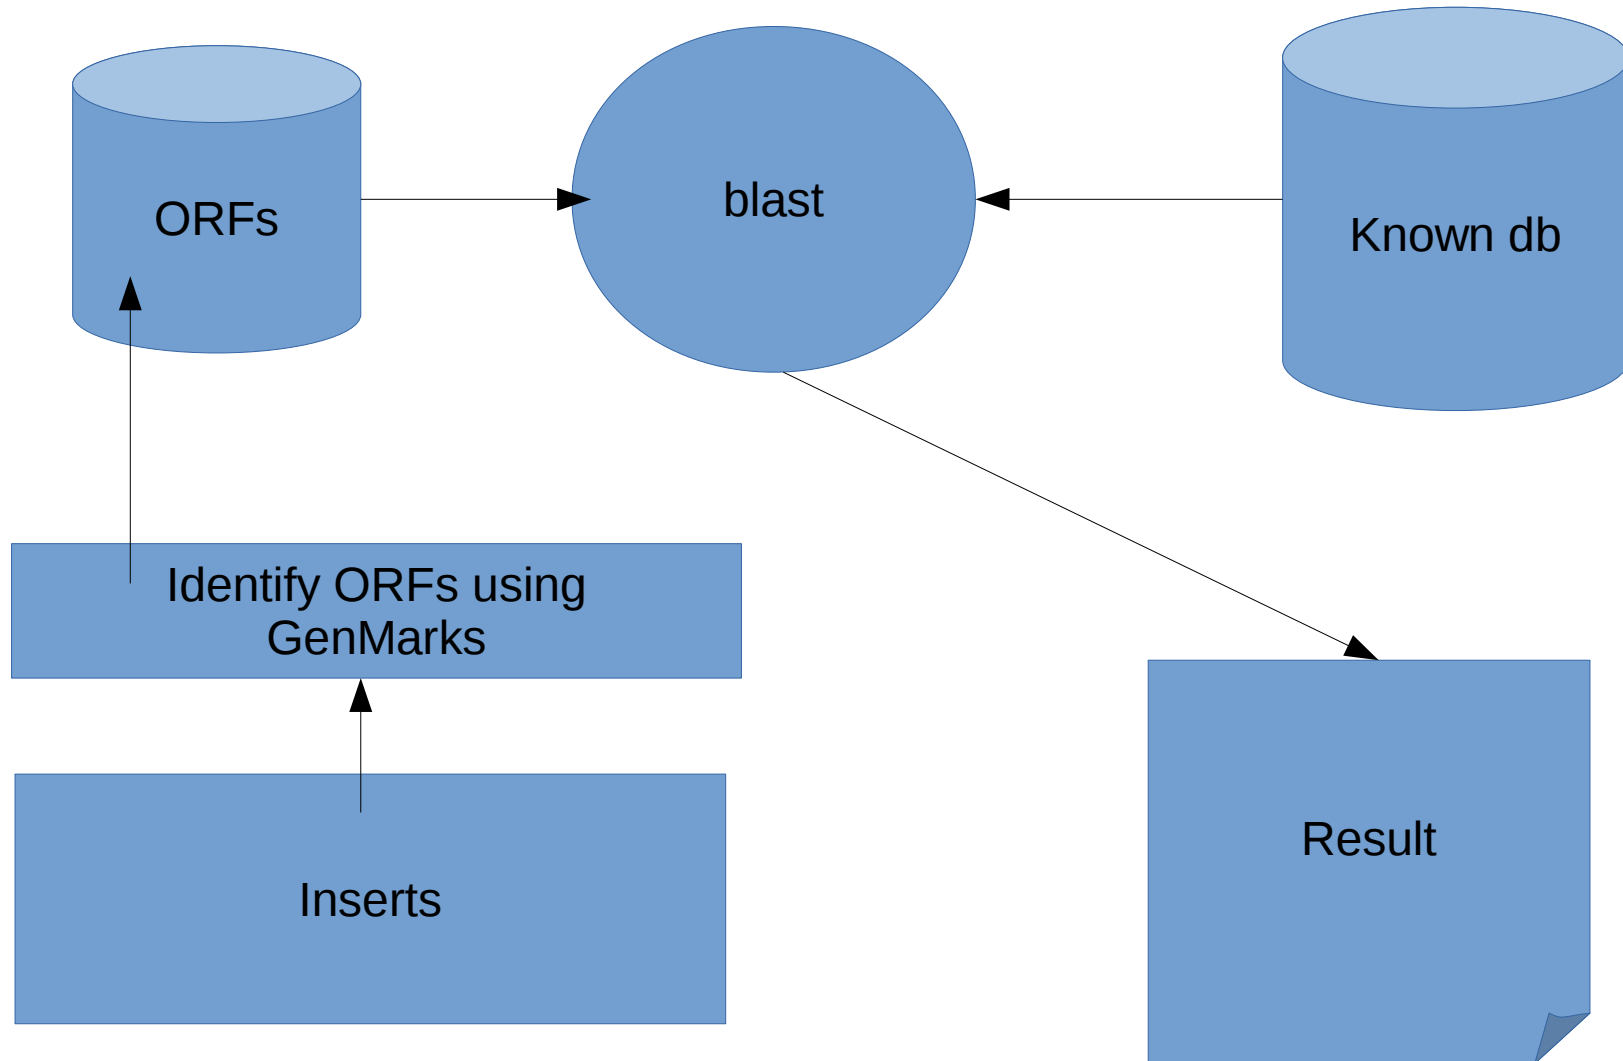 ORFs
blast
Known db
Identify ORFs using
GenMarks
Inserts
Result